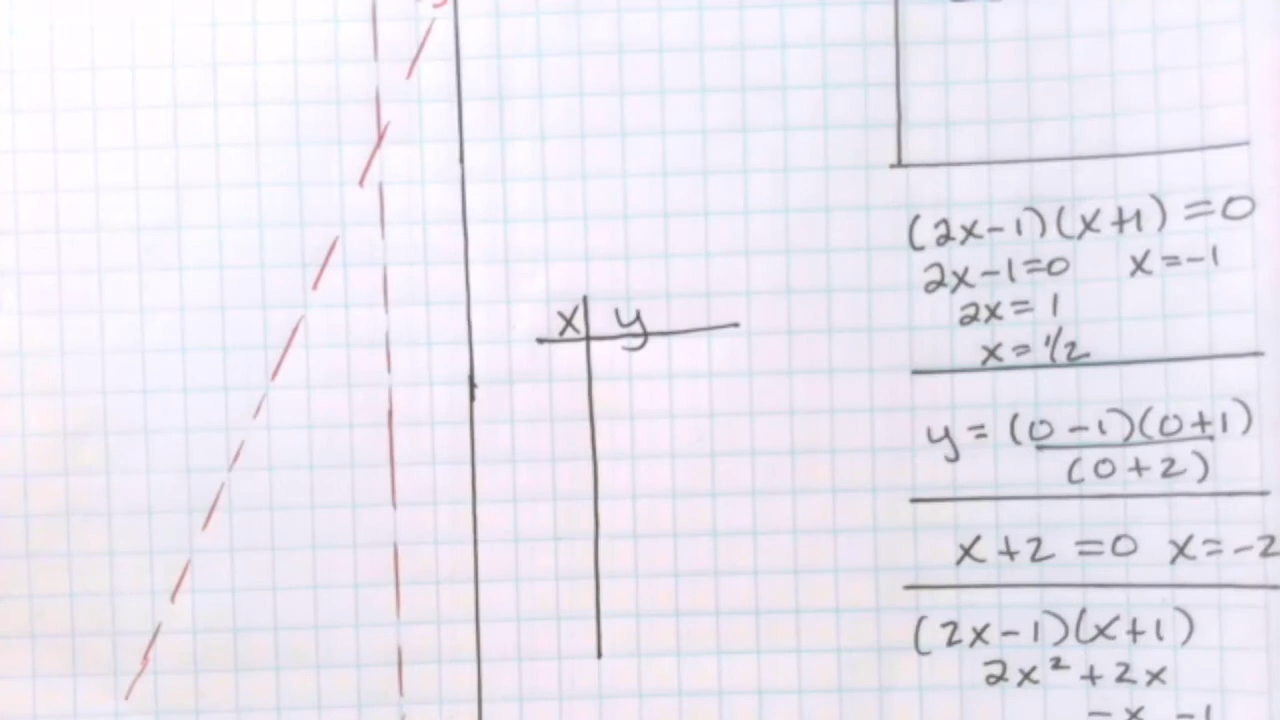 x y
(2x-1)(x+1)=0
2x-1=0 x=-1
2x=1
x=1/2
y=(0-1)(0+1)
(0+2)
x+2=0 x=-2
(2x-1)(x+1)
2x²+2x
-x-1